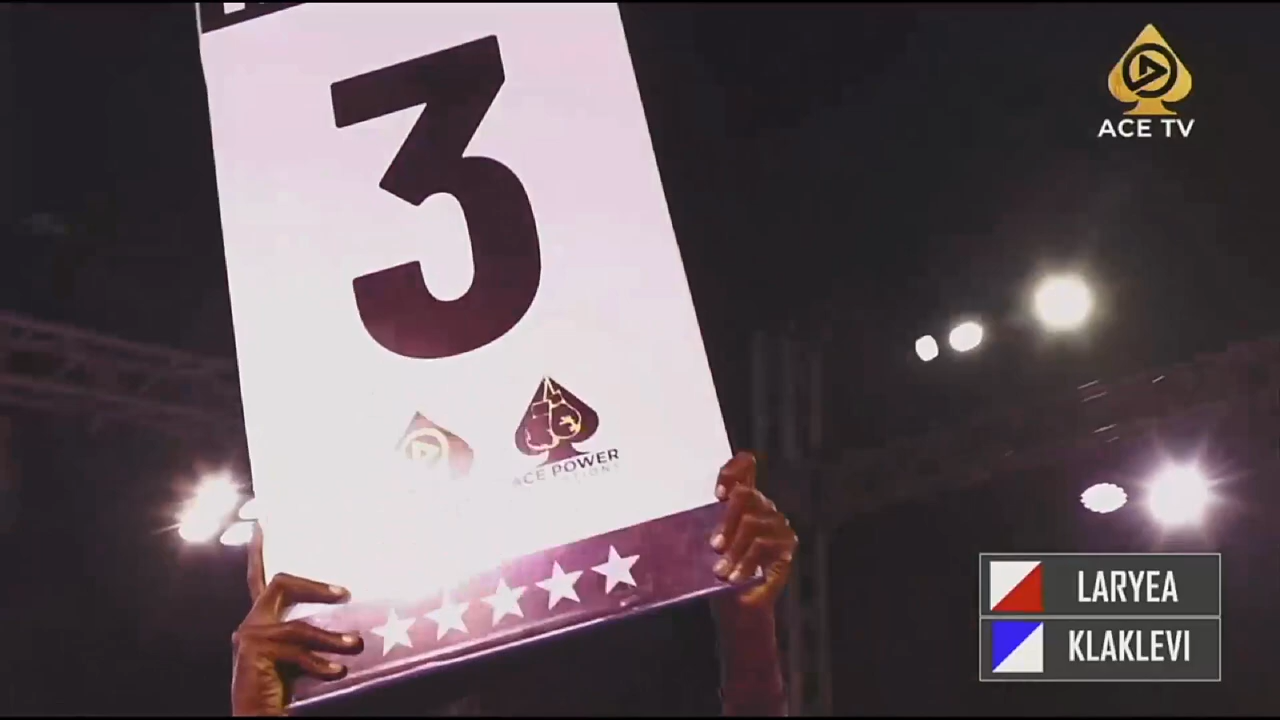 3
ACE POWER
ACE TV
LARYEA
KLAKLEVI